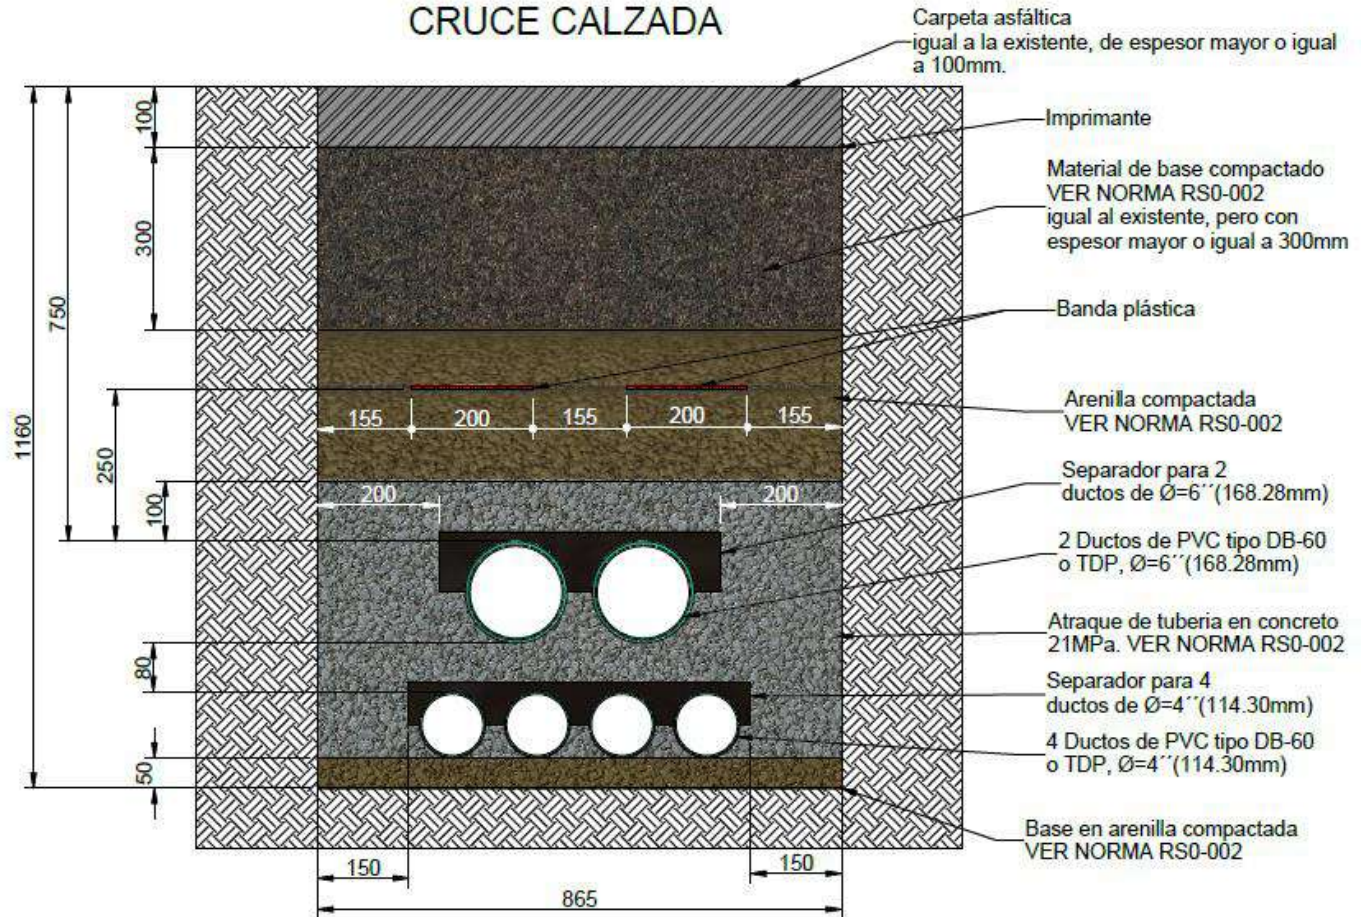 CRUCE CALZADA
Carpeta asfáltica
igual a la existente, de espesor mayor o igual
a 100mm.
Imprimante
Material de base compactado
VER NORMA RS0-002
igual al existente, pero con
espesor mayor o igual a 300mm
Banda plástica
Arenilla compactada
VER NORMA RS0-002
Separador para 2
ductos de Ø=6´´(168.28mm)
2 Ductos de PVC tipo DB-60
o TDP, Ø=6´´(168.28mm)
Atraque de tuberia en concreto
21MPa. VER NORMA RS0-002
Separador para 4
ductos de Ø=4´´(114.30mm)
4 Ductos de PVC tipo DB-60
o TDP, Ø=4´´(114.30mm)
Base en arenilla compactada
VER NORMA RS0-002
100
300
750
1160
250
100
80
50
155 200 155 200 155
200 200
150 150
865